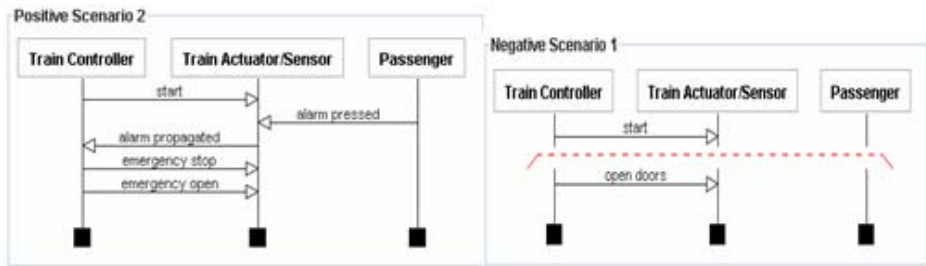 Positive Scenario 2
Train Controller
Train Actuator/Sensor
Passenger
start
alarm pressed
alarm propagated
emergency stop
emergency open
Negative Scenario 1
Train Controller
Train Actuator/Sensor
Passenger
start
open doors